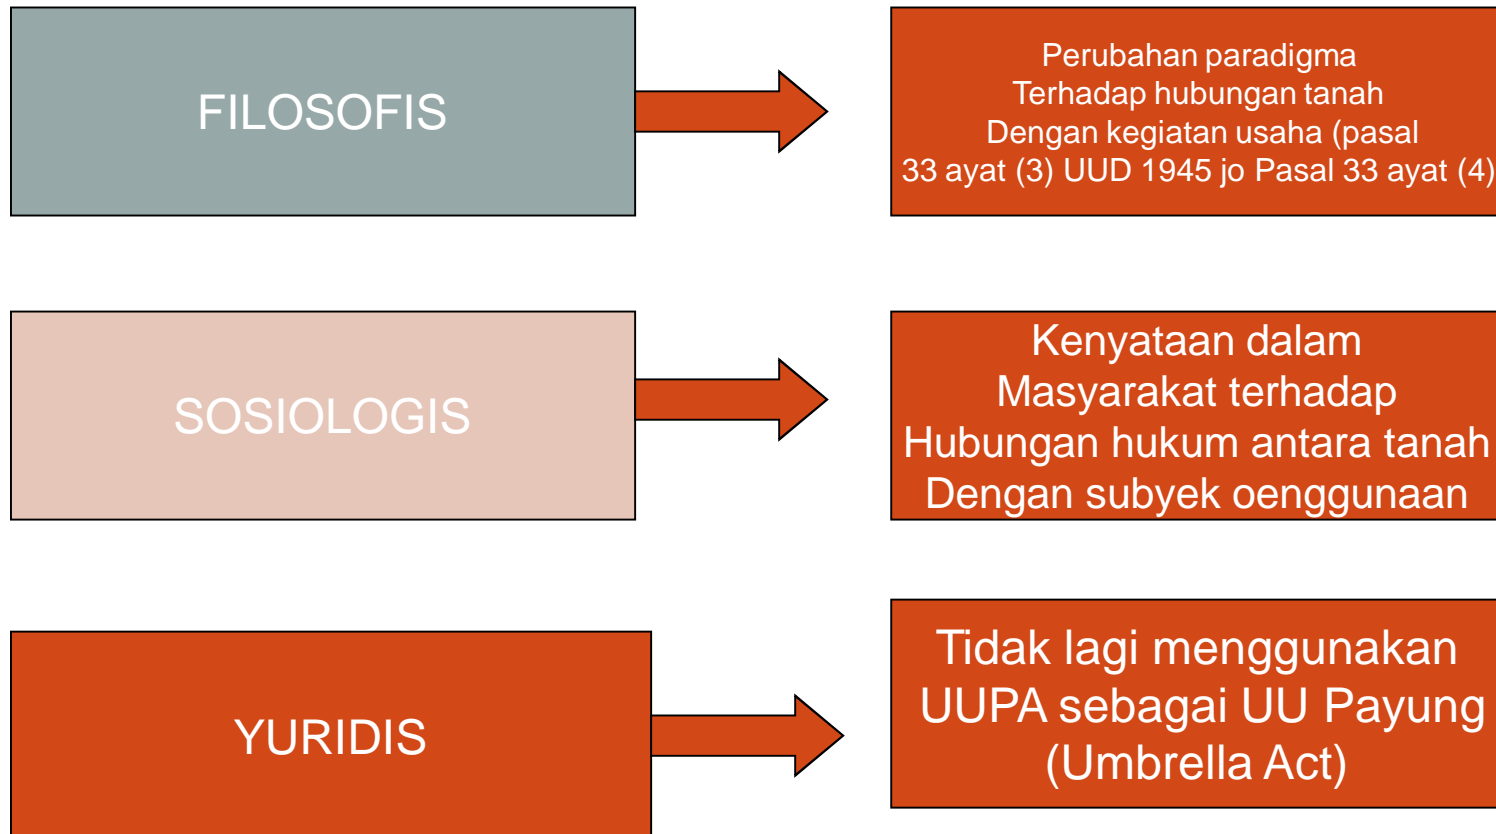 FILOSOFIS
Perubahan paradigma
Terhadap hubungan tanah
Dengan kegiatan usaha (pasal
33 ayat (3) UUD 1945 jo Pasal 33 ayat (4)
SOSIOLOGIS
Kenyataan dalam
Masyarakat terhadap
Hubungan hukum antara tanah
Dengan subyek oenggunaan
YURIDIS
Tidak lagi menggunakan
UUPA sebagai UU Payung
(Umbrella Act)